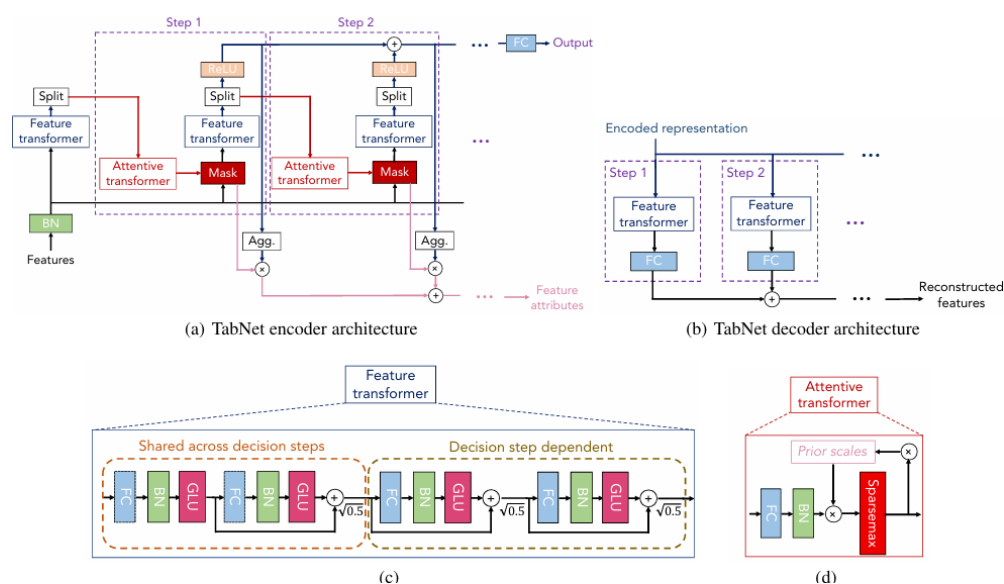 Step 1
Step 2
FC
Output
ReLU
ReLU
Split
Split
Split
Feature
transformer
Feature
transformer
Feature
transformer
Attentive
transformer
Mask
Attentive
transformer
Mask
BN
Features
Agg.
Agg.
Feature
attributes
(a) TabNet encoder architecture
Encoded representation
Step 1
Step 2
Feature
transformer
Feature
transformer
FC
FC
Reconstructed
features
(b) TabNet decoder architecture
Feature
transformer
Shared across decision steps
Decision step dependent
FC
BN
GLU
FC
BN
GLU
√0.5
FC
BN
GLU
√0.5
FC
BN
GLU
√0.5
(c)
Attentive
transformer
Prior scales
FC
BN
Sparsemax
(d)